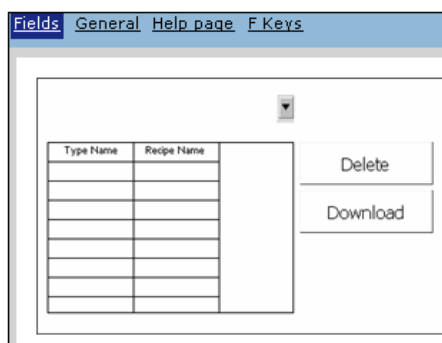 Fields General Help page F Keys
Type Name Recipe Name
Delete
Download